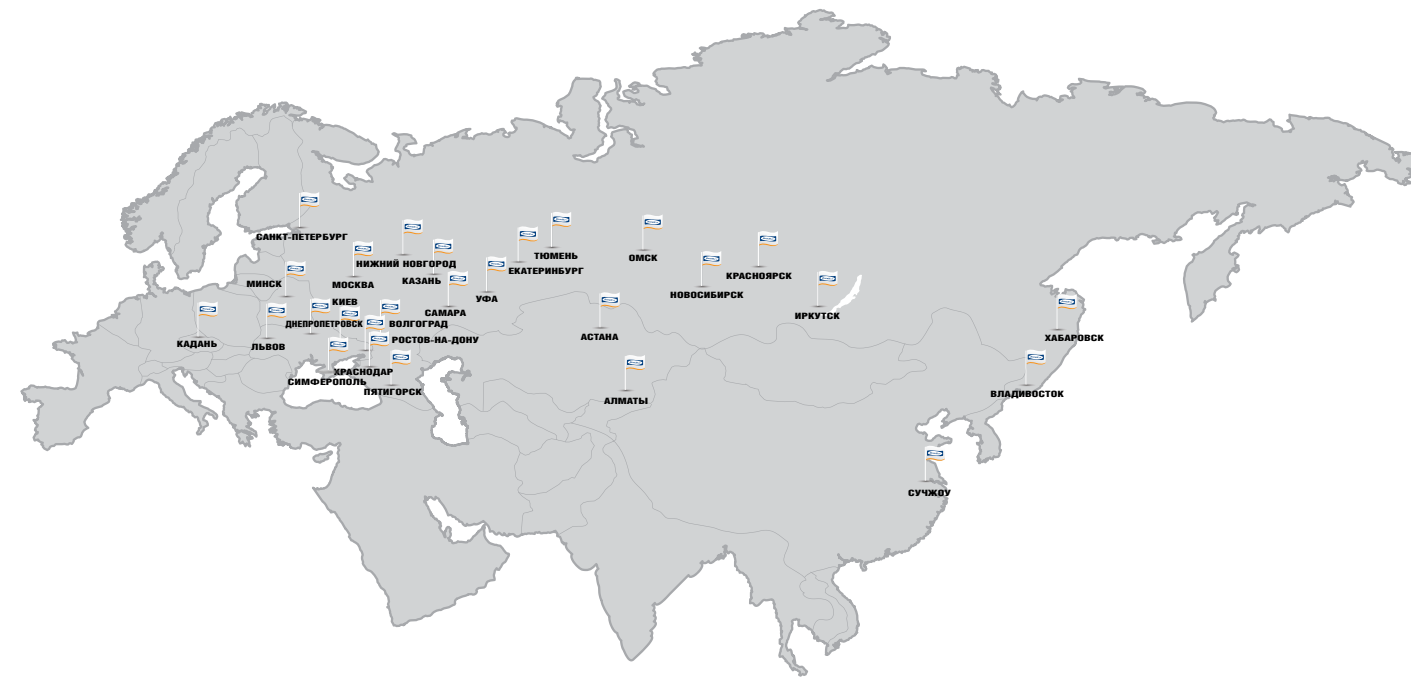 САНКТ-ПЕТЕРБУРГ
НИЖНИЙ НОВГОРОД
ТЮМЕНЬ
ОМСК
ЕКАТЕРИНБУРГ
КРАСНОЯРСК
МИНСК
МОСКВА
КАЗАНЬ
НОВОСИБИРСК
УФА
КИЕВ
САМАРА
ИРКУТСК
ДНЕПРОПЕТРОВСК
ВОЛГОГРАД
АСТАНА
РОСТОВ-НА-ДОНУ
ХАБАРОВСК
КАДАНЬ
ЛЬВОВ
ХРАСНОДАР
СИМФЕРОПОЛЬ
ПЯТИГОРСК
ВЛАДИВОСТОК
АЛМАТЫ
СУЧЖОУ